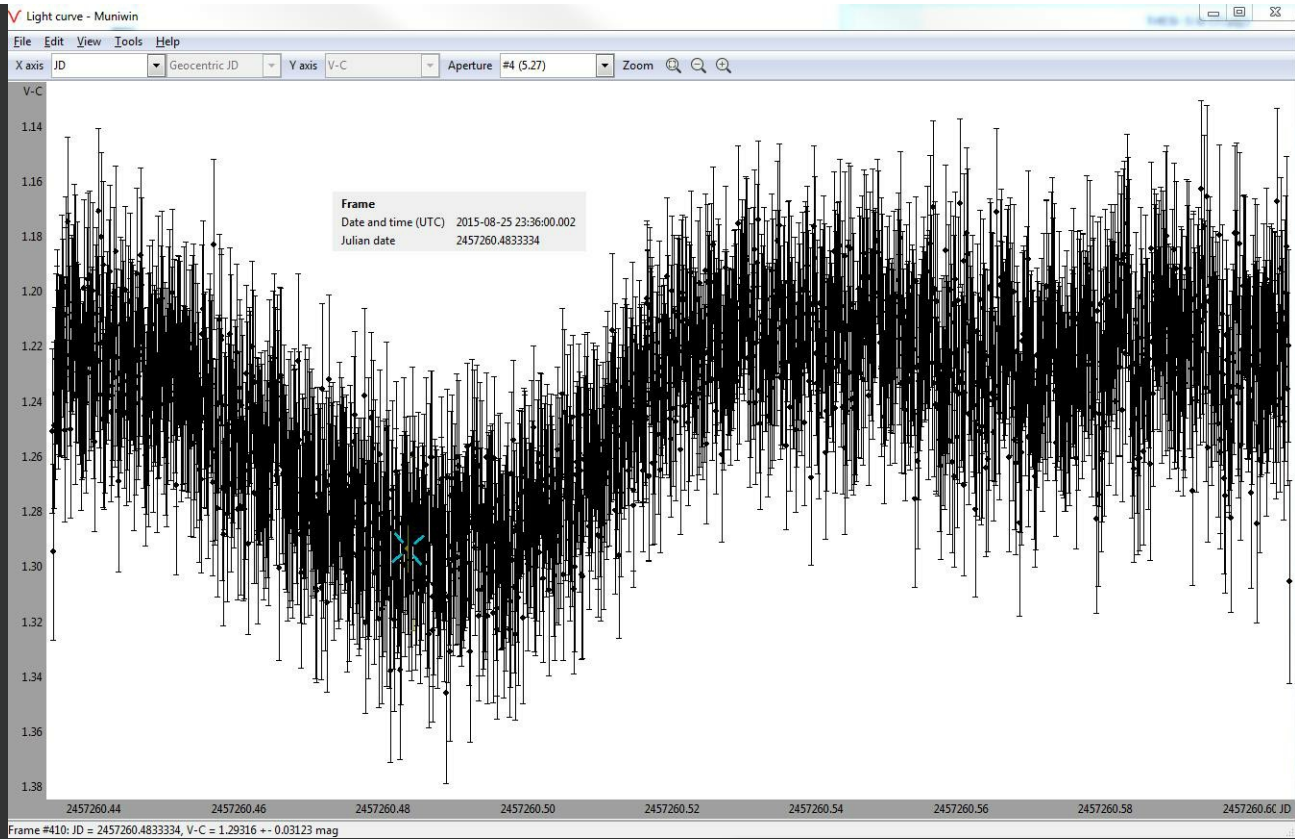 Light curve - Muniwin
File Edit View Tools Help
X axis JD Geocentric JD Y axis V-C Aperture #4 (5.27) Zoom
V-C
1.14
1.16
1.18
1.20
1.22
1.24
1.26
1.28
1.30
1.32
1.34
1.36
1.38
Frame
Date and time (UTC) 2015-08-25 23:36:00.002
Julian date 2457260.4833334
2457260.44 2457260.46 2457260.48 2457260.50 2457260.52 2457260.54 2457260.56 2457260.58 2457260.60 JD
Frame #410: JD = 2457260.4833334, V-C = 1.29316 +- 0.03123 mag